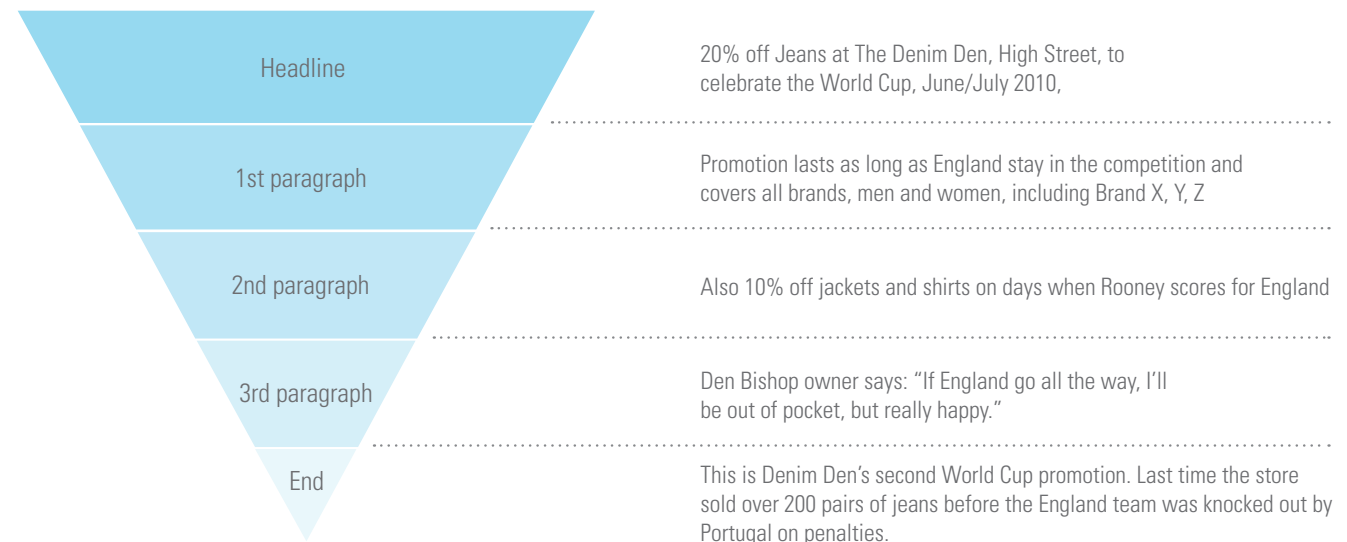 Headline
20% off Jeans at The Denim Den, High Street, to
celebrate the World Cup, June/July 2010,
1st paragraph
Promotion lasts as long as England stay in the competition and
covers all brands, men and women, including Brand X, Y, Z
2nd paragraph
Also 10% off jackets and shirts on days when Rooney scores for England
3rd paragraph
Den Bishop owner says: “If England go all the way, I’ll
be out of pocket, but really happy.”
End
This is Denim Den’s second World Cup promotion. Last time the store
sold over 200 pairs of jeans before the England team was knocked out by
Portugal on penalties.